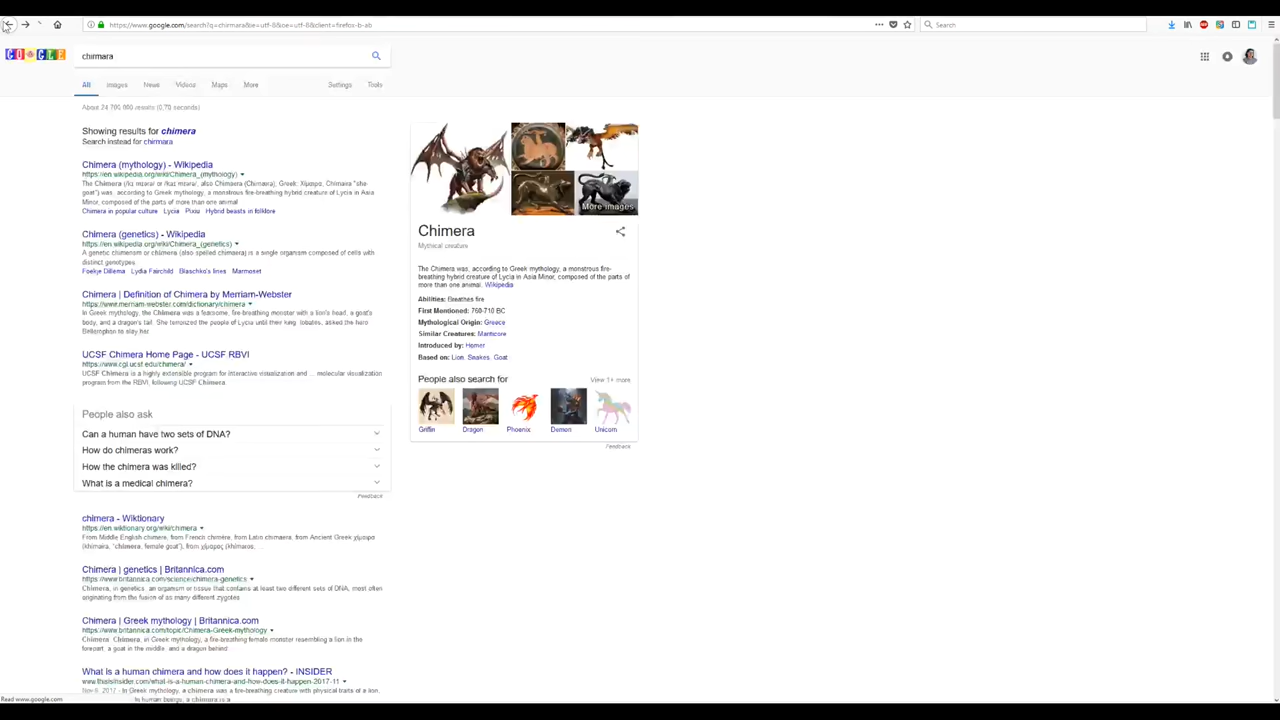 https://www.google.com/search?q=chirmara&ie=utf-8&oe=utf-8&client=firefox-b-ab
Search
GOOGLE
chirmara
All Images News Videos Maps More Settings Tools
Showing results for chimera
Search instead for chirmara
Chimera (mythology) - Wikipedia
https://en.wikipedia.org/wiki/Chimera_(mythology)
The Chimera ( also Chimaera (Chimæra), Greek: Χίμαιρα, Chímaira "she-
goat") was, according to Greek mythology, a monstrous fire-breathing hybrid creature of Lycia in Asia
Minor, composed of the parts of more than one animal
Chimera in popular culture Lycia Pixiu Hybrid beasts in folklore
Chimera (genetics) - Wikipedia
https://en.wikipedia.org/wiki/Chimera_(genetics)
A genetic chimerism or chimera (also spelled chimaera) is a single organism composed of cells with
distinct genotypes
Foekje Dillema Lydia Fairchild Blaschko's lines Marmoset
Chimera | Definition of Chimera by Merriam-Webster
https://www.merriam-webster.com/dictionary/chimera
In Greek mythology, the Chimera was a fearsome, fire-breathing monster with a lion's head, a goat's
body, and a dragon's tail. She terrorized the people of Lycia until their king, Iobates, asked the hero
Bellerophon to slay her.
UCSF Chimera Home Page - UCSF RBVI
https://www.cgl.ucsf.edu/chimera/
UCSF Chimera is a highly extensible program for interactive visualization and ... molecular visualization
program from the RBVI, following UCSF Chimera.
People also ask
Can a human have two sets of DNA?
How do chimeras work?
How the chimera was killed?
What is a medical chimera?
Feedback
chimera - Wiktionary
https://en.wiktionary.org/wiki/chimera
From Middle English chimere, from French chimère, from Latin chimaera, from Ancient Greek χίμαιρα
(khímaira, "chimera, female goat"), from χίμαρος (khímaros,
Chimera | genetics | Britannica.com
https://www.britannica.com/science/chimera-genetics
Chimera, in genetics, an organism or tissue that contains at least two different sets of DNA, most often
originating from the fusion of as many different zygotes
Chimera | Greek mythology | Britannica.com
https://www.britannica.com/topic/Chimera-Greek-mythology
Chimera: Chimera, in Greek mythology, a fire-breathing female monster resembling a lion in the
forepart, a goat in the middle, and a dragon behind
What is a human chimera and how does it happen? - INSIDER
www.thisisinsider.com/what-is-a-human-chimera-and-how-does-it-happen-2017-11
Nov 6, 2017 - In Greek mythology, a chimera was a fire-breathing creature with physical traits of a lion,
In human beings, a chimera is a
Read www.google.com
More images
Chimera
Mythical creature
The Chimera was, according to Greek mythology, a monstrous fire-
breathing hybrid creature of Lycia in Asia Minor, composed of the parts of
more than one animal. Wikipedia
Abilities: Breathes fire
First Mentioned: 760-710 BC
Mythological Origin: Greece
Similar Creatures: Manticore
Introduced by: Homer
Based on: Lion, Snakes, Goat
People also search for
View 1+ more
Griffin Dragon Phoenix Demon Unicorn
Feedback